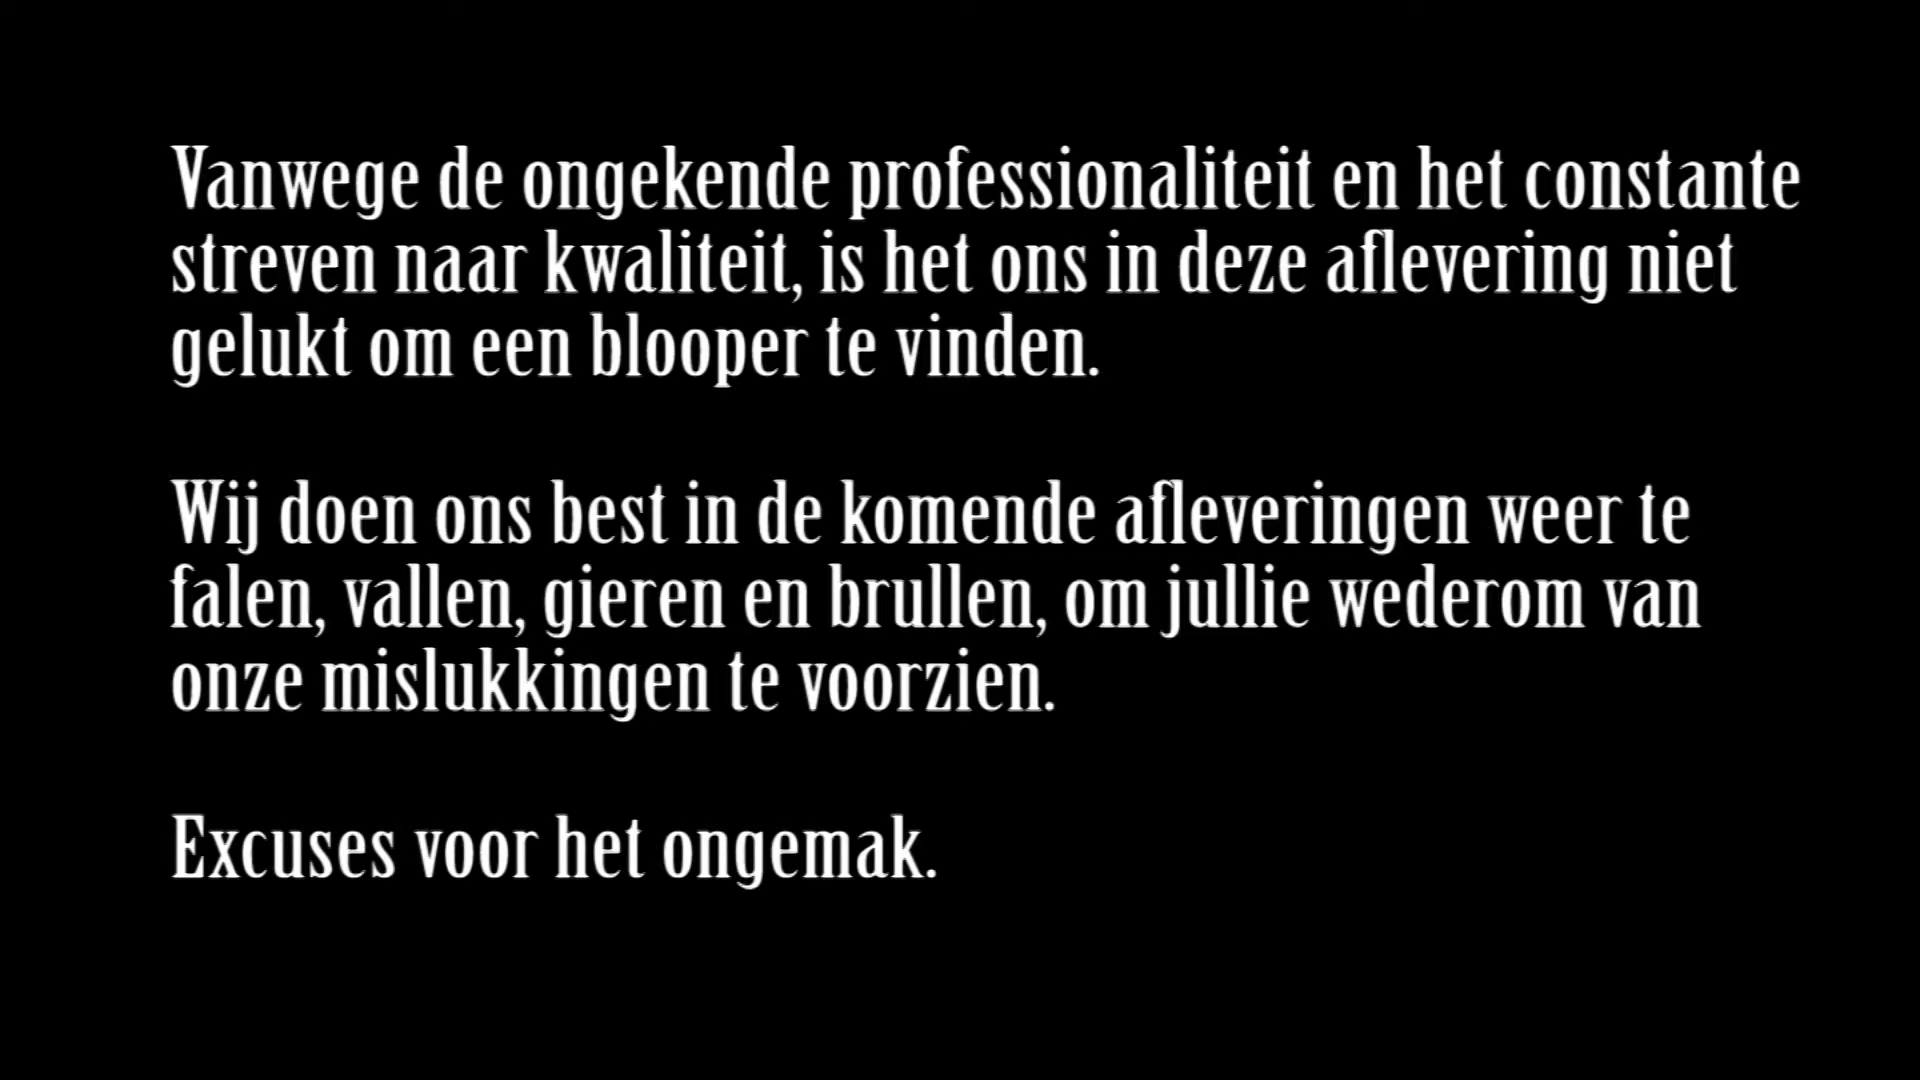 Vanwege de ongekende professionaliteit en het constante
streven naar kwaliteit, is het ons in deze aflevering niet
gelukt om een blooper te vinden.
Wij doen ons best in de komende afleveringen weer te
falen, vallen, gieren en brullen, om jullie wederom van
onze mislukkingen te voorzien.
Excuses voor het ongemak.